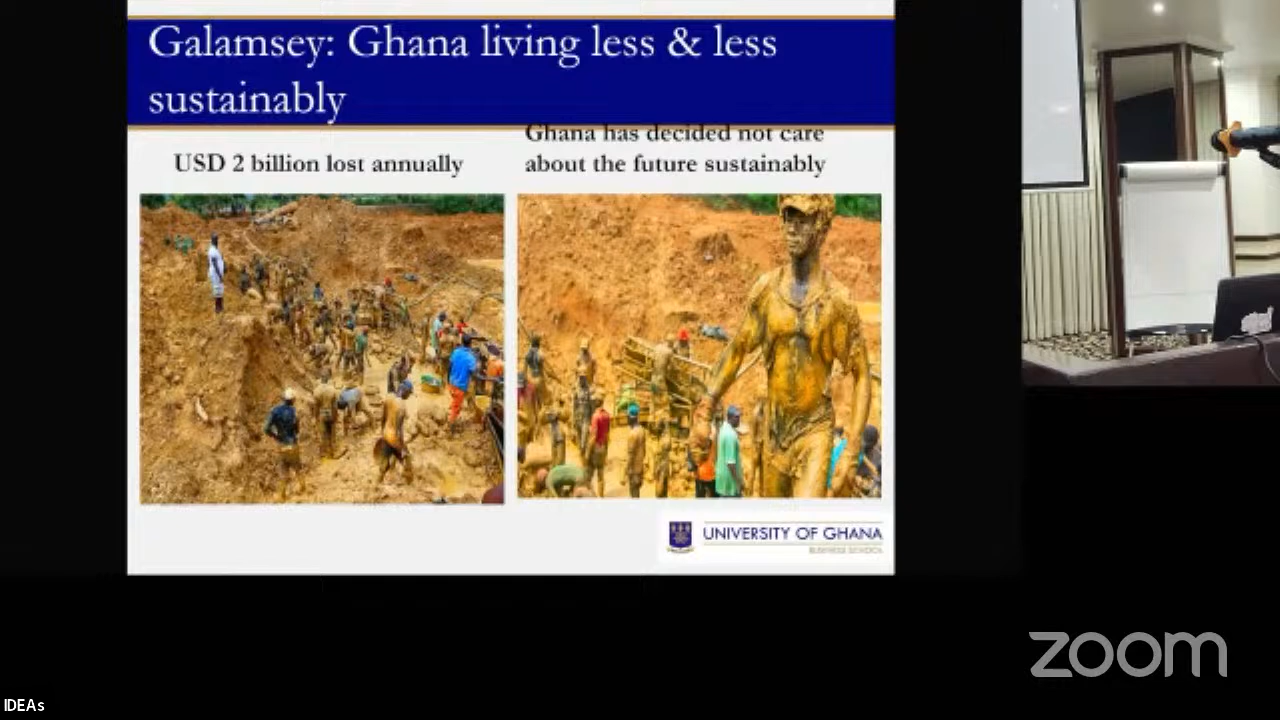 Galamsey: Ghana living less & less
sustainably
USD 2 billion lost annually
Ghana has decided not care
about the future sustainably
UNIVERSITY OF GHANA
BUSINESS SCHOOL
zoom
IDEAs